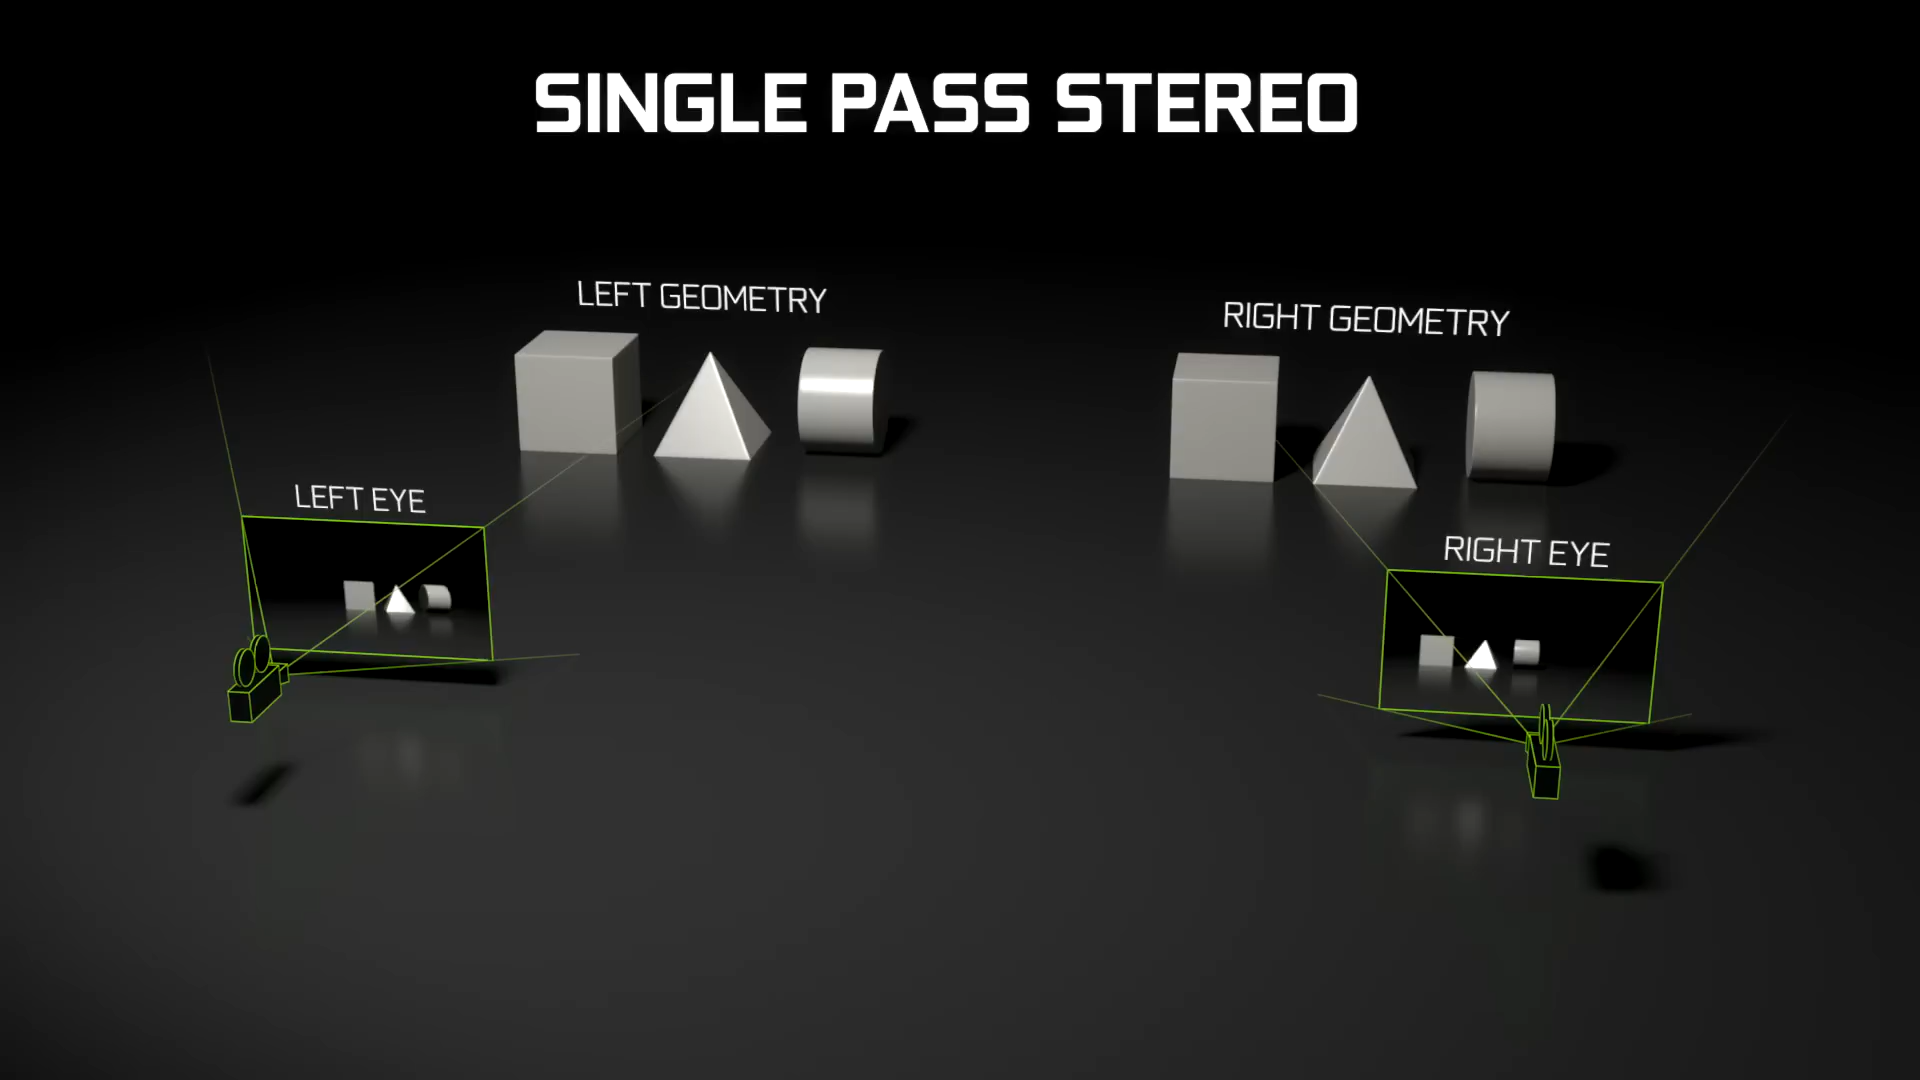 SINGLE PASS STEREO
LEFT GEOMETRY
RIGHT GEOMETRY
LEFT EYE
RIGHT EYE